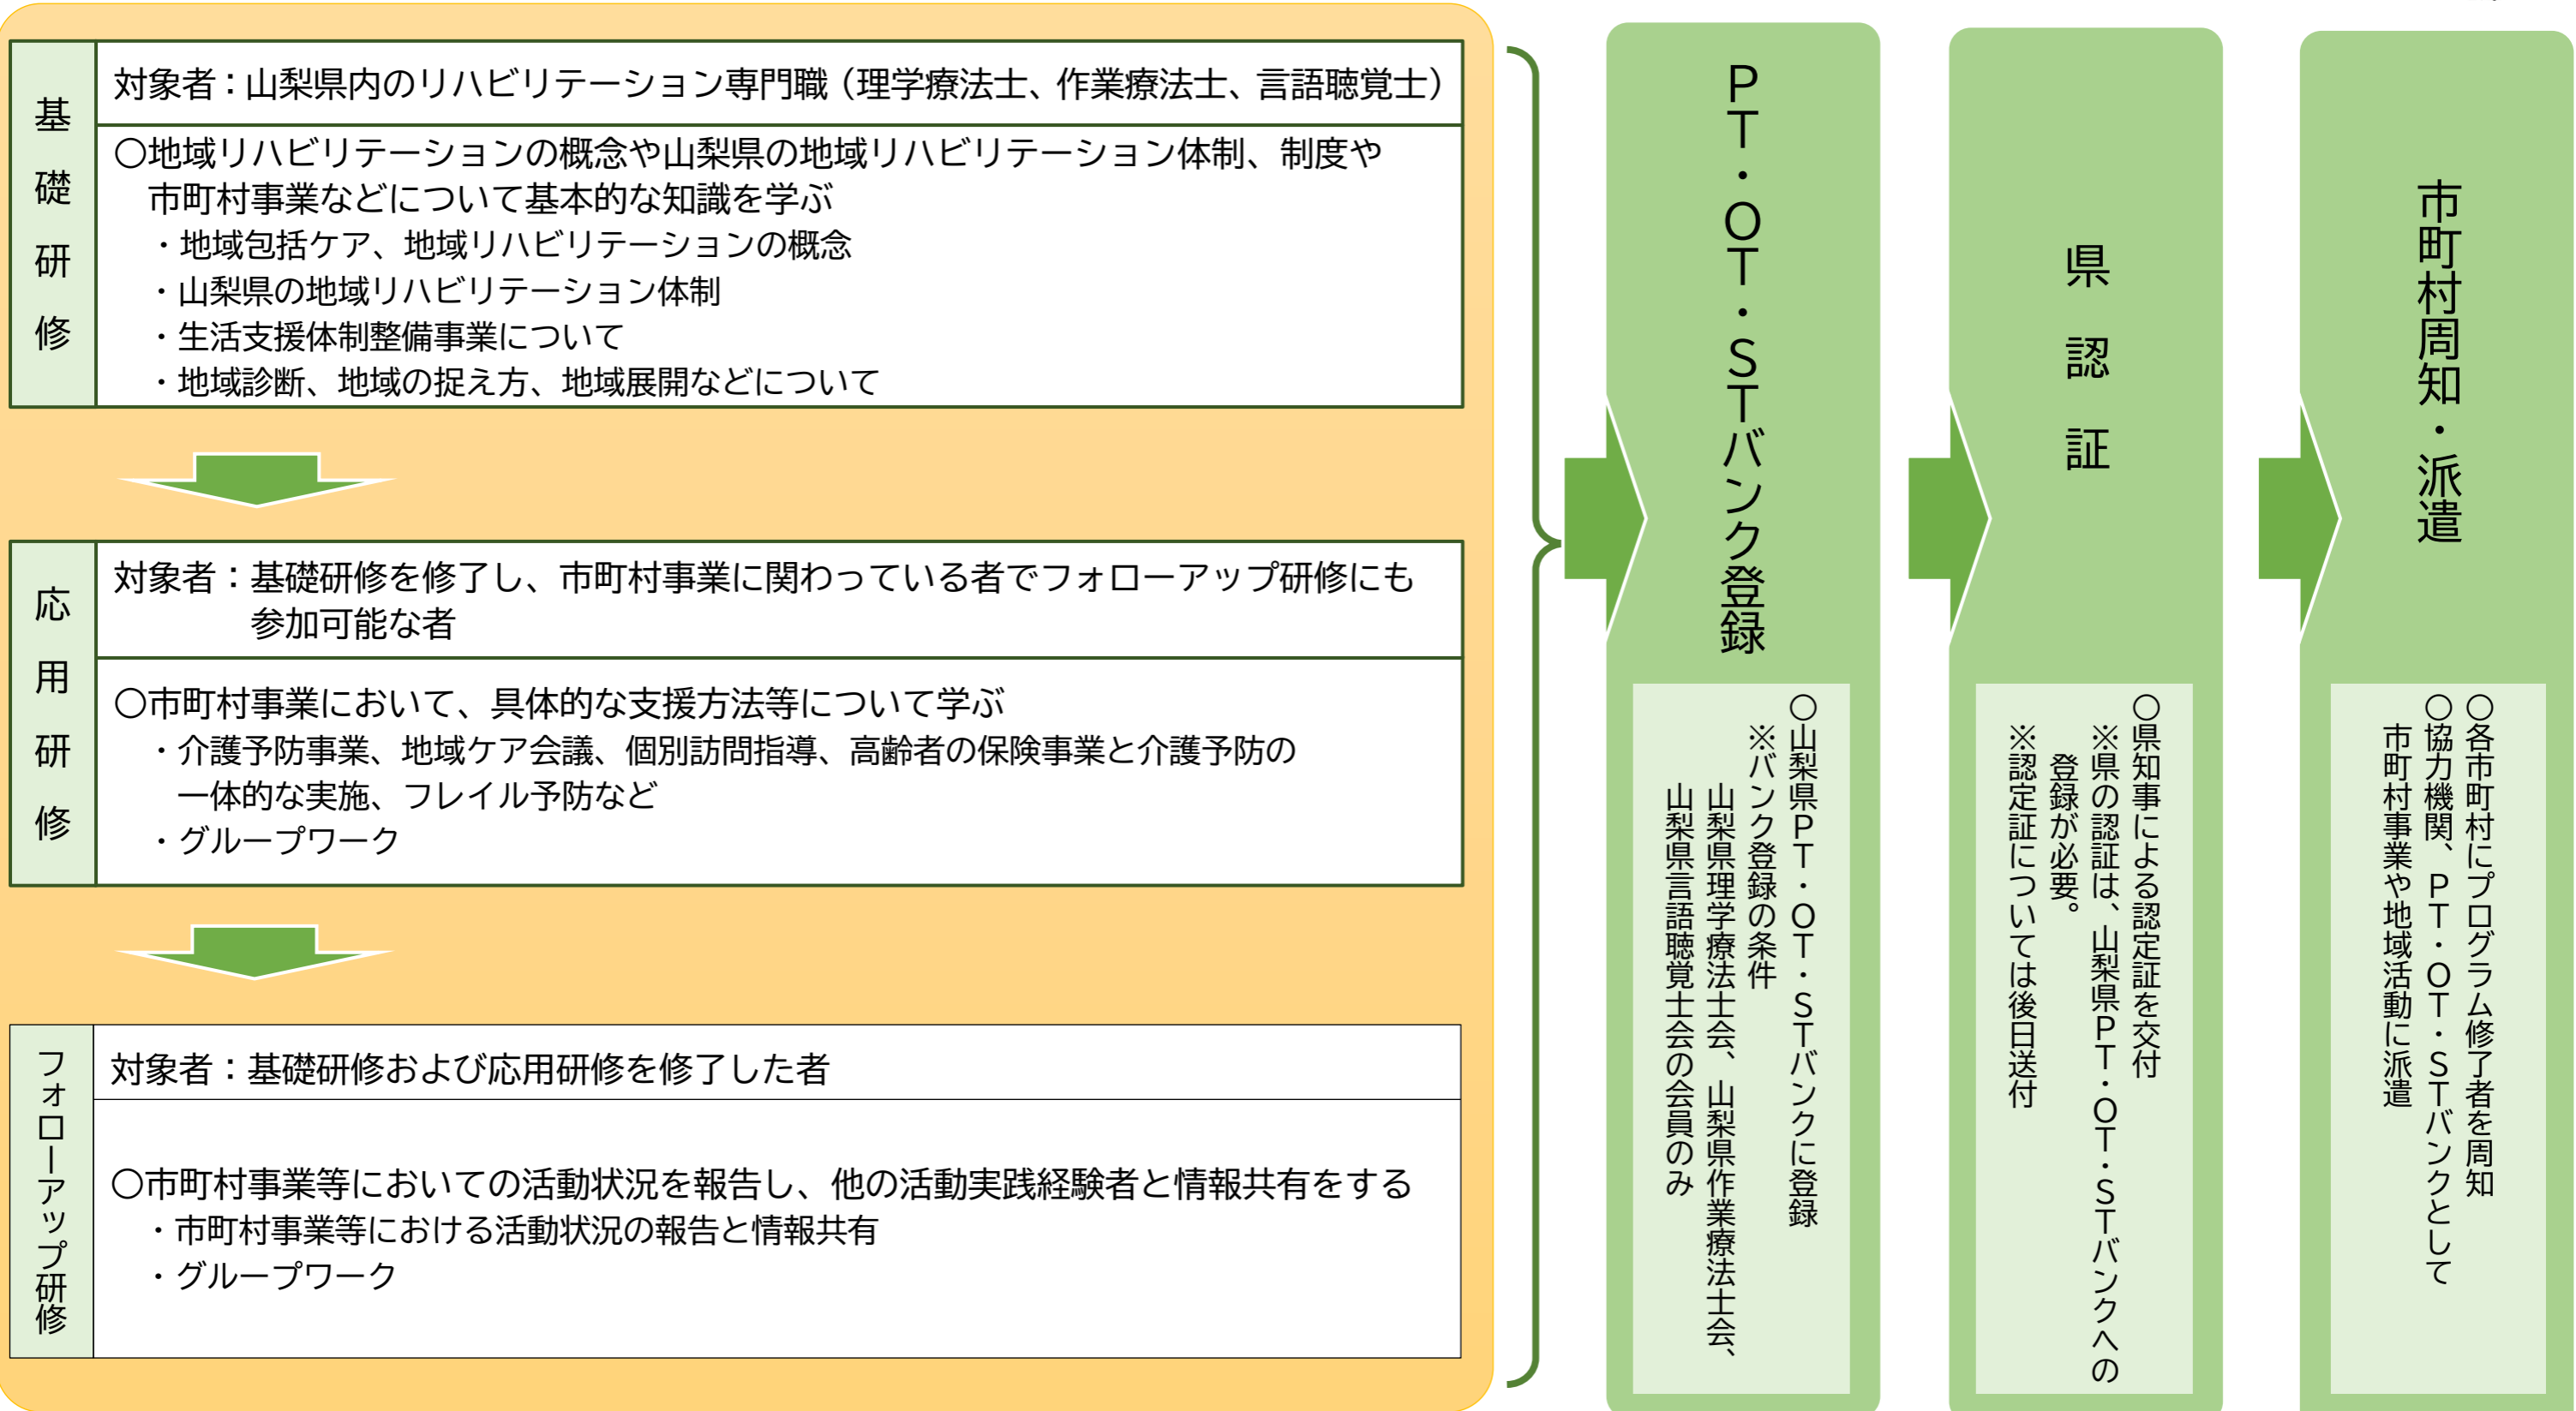 基礎研修
対象者：山梨県内のリハビリテーション専門職（理学療法士、作業療法士、言語聴覚士）
〇地域リハビリテーションの概念や山梨県の地域リハビリテーション体制、制度や
市町村事業などについて基本的な知識を学ぶ
・地域包括ケア、地域リハビリテーションの概念
・山梨県の地域リハビリテーション体制
・生活支援体制整備事業について
・地域診断、地域の捉え方、地域展開などについて
応用研修
対象者：基礎研修を修了し、市町村事業に関わっている者でフォローアップ研修にも
参加可能な者
〇市町村事業において、具体的な支援方法等について学ぶ
・介護予防事業、地域ケア会議、個別訪問指導、高齢者の保険事業と介護予防の
一体的な実施、フレイル予防など
・グループワーク
フォローアップ研修
対象者：基礎研修および応用研修を修了した者
〇市町村事業等においての活動状況を報告し、他の活動実践経験者と情報共有をする
・市町村事業等における活動状況の報告と情報共有
・グループワーク
ＰＴ・ＯＴ・ＳＴバンク登録
〇山梨県ＰＴ・ＯＴ・ＳＴバンクに登録
※バンク登録の条件
山梨県理学療法士会、山梨県作業療法士会、
山梨県言語聴覚士会の会員のみ
県認証
〇県知事による認定証を交付
※県の認証は、山梨県ＰＴ・ＯＴ・ＳＴバンクへの
登録が必要。
※認定証については後日送付
市町村周知・派遣
〇各市町村にプログラム修了者を周知
〇協力機関、ＰＴ・ＯＴ・ＳＴバンクとして
市町村事業や地域活動に派遣